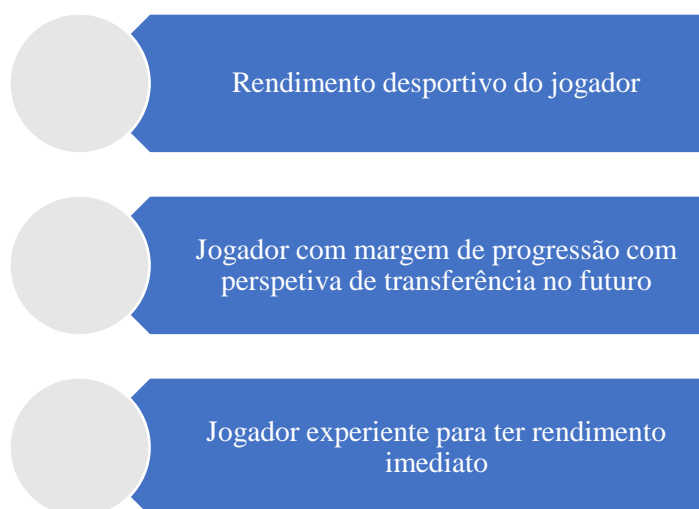 Rendimento desportivo do jogador
Jogador com margem de progressão com
perspetiva de transferência no futuro
Jogador experiente para ter rendimento
imediato